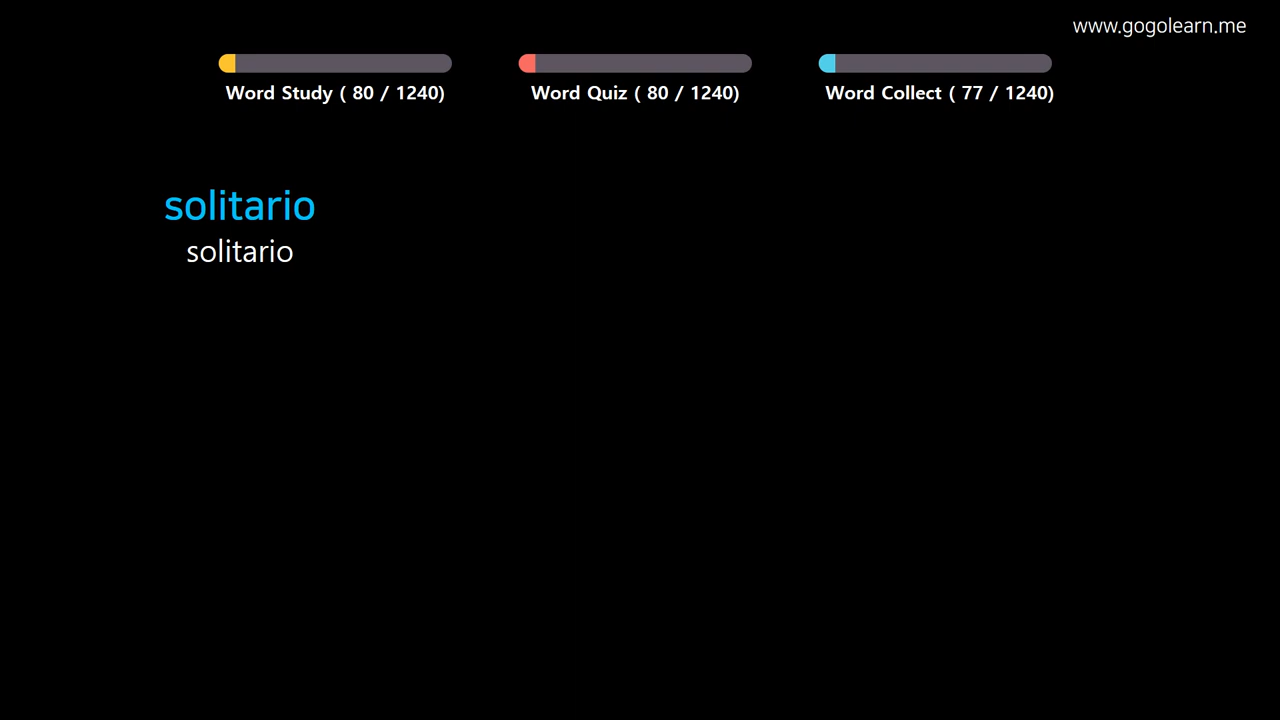 www.gogolearn.me
Word Study ( 80 / 1240)
Word Quiz ( 80 / 1240)
Word Collect ( 77 / 1240)
solitario
solitario